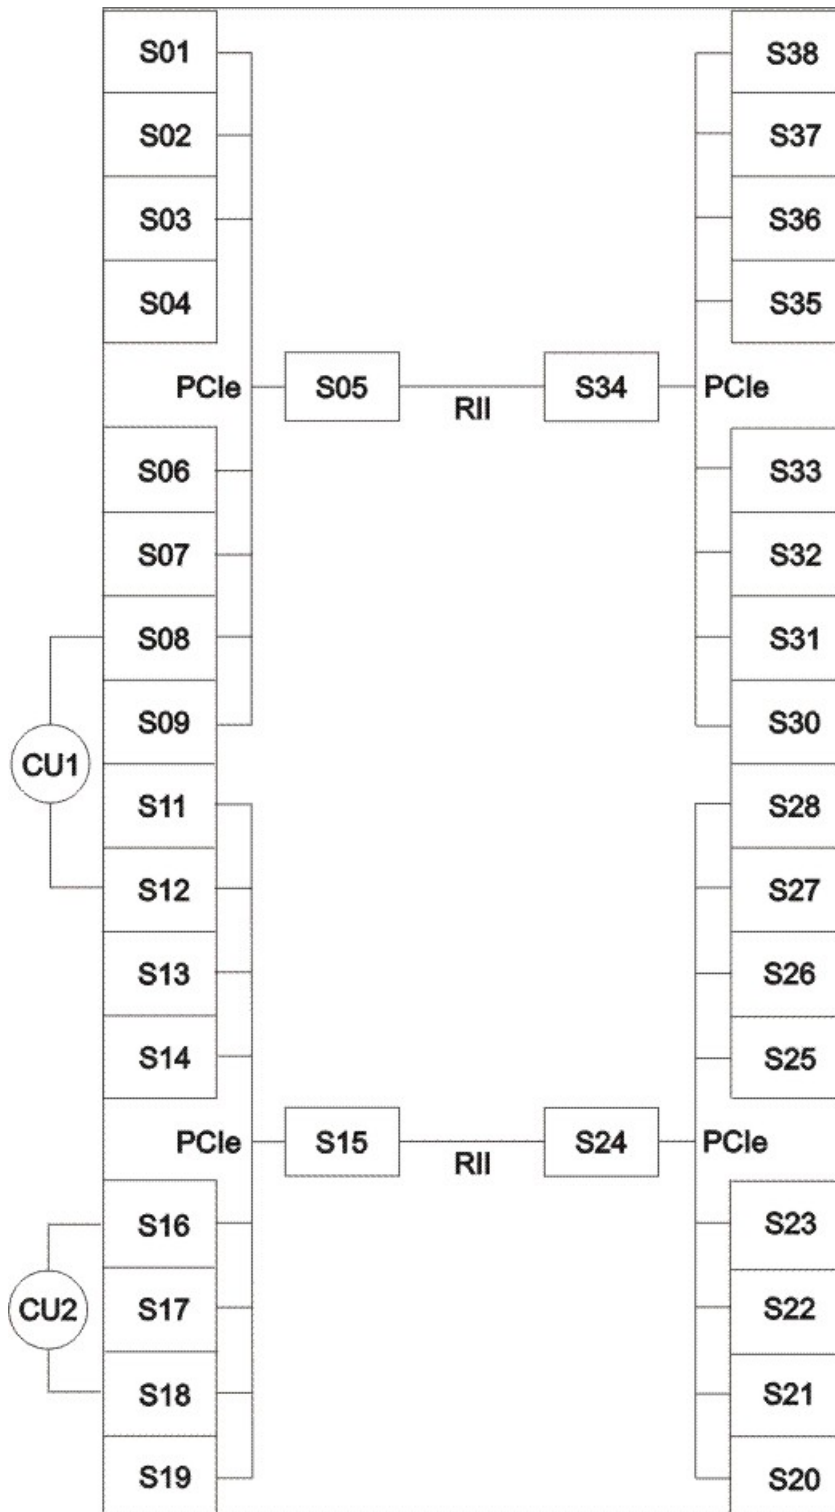 S01
S38
S02
S37
S03
S36
S04
S35
PCIe
S05
RII
S34
PCIe
S06
S33
S07
S32
S08
S31
S09
S30
CU1
S11
S28
S12
S27
S13
S26
S14
S25
PCIe
S15
RII
S24
PCIe
S16
S23
CU2
S17
S22
S18
S21
S19
S20